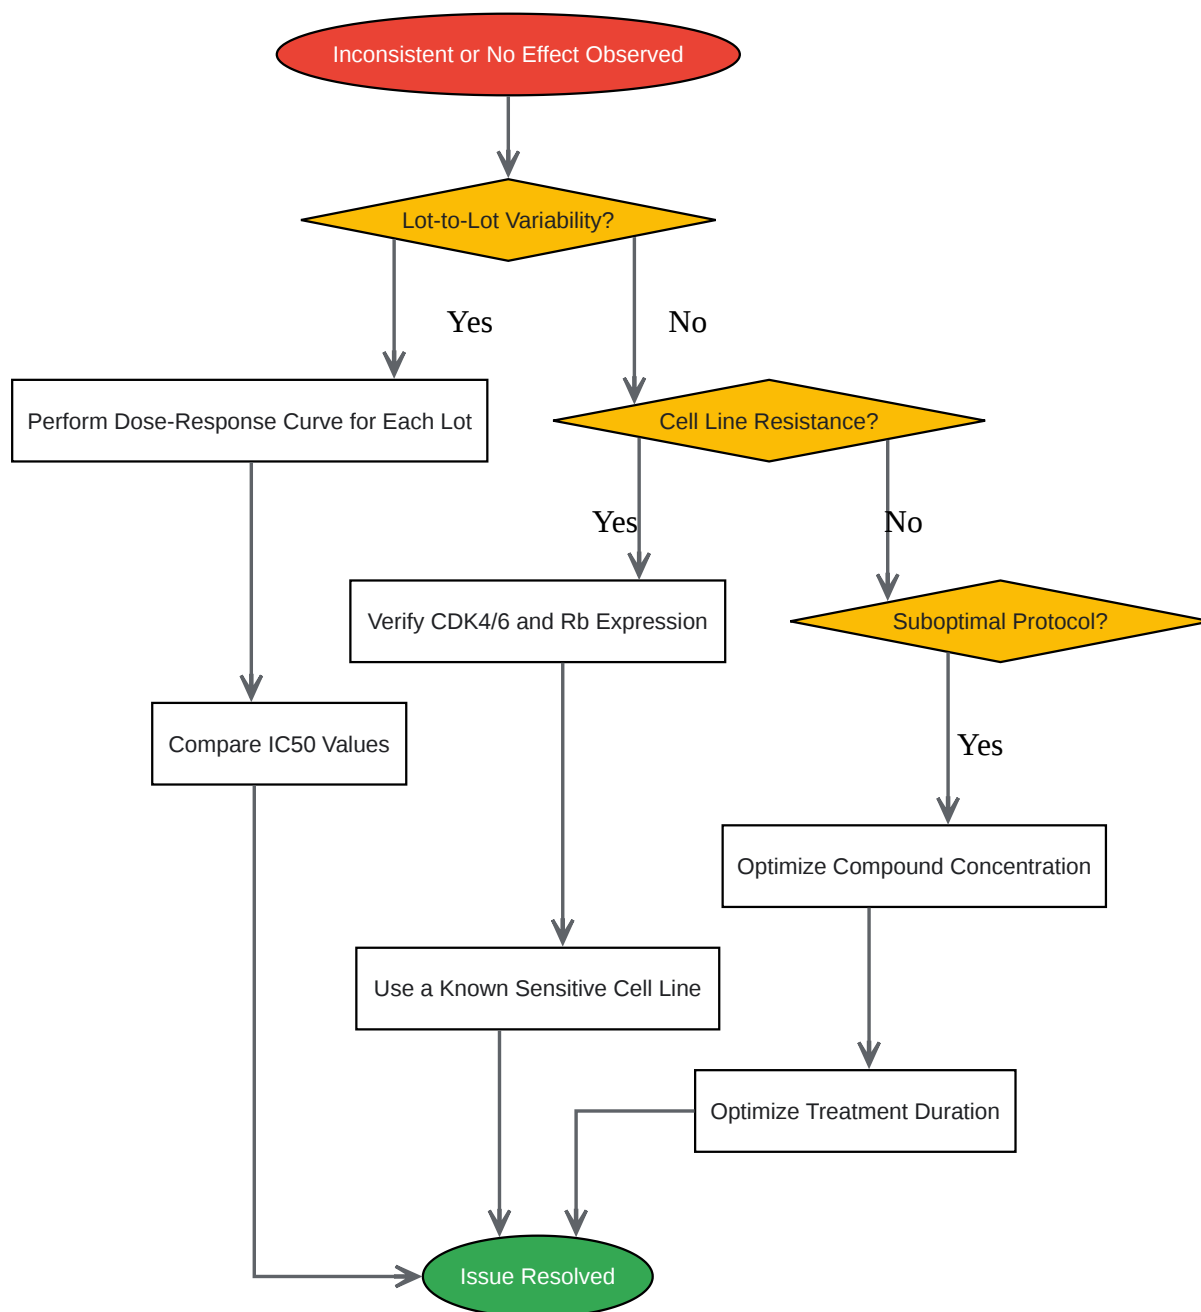 Inconsistent or No Effect Observed
Lot-to-Lot Variability?
Yes
No
Perform Dose-Response Curve for Each Lot
Cell Line Resistance?
Yes
No
Verify CDK4/6 and Rb Expression
Suboptimal Protocol?
Compare IC50 Values
Yes
Optimize Compound Concentration
Use a Known Sensitive Cell Line
Optimize Treatment Duration
Issue Resolved